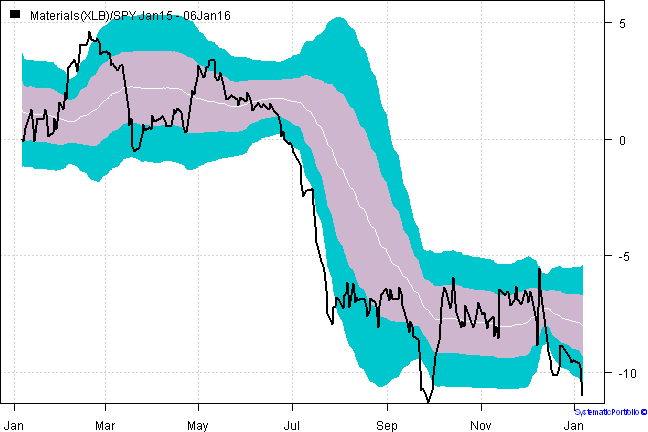 Materials(XLB)/SPY Jan15 - 06Jan16
5
0
-5
-10
Jan Mar May Jul Sep Nov Jan
SystematicPortfolio ©